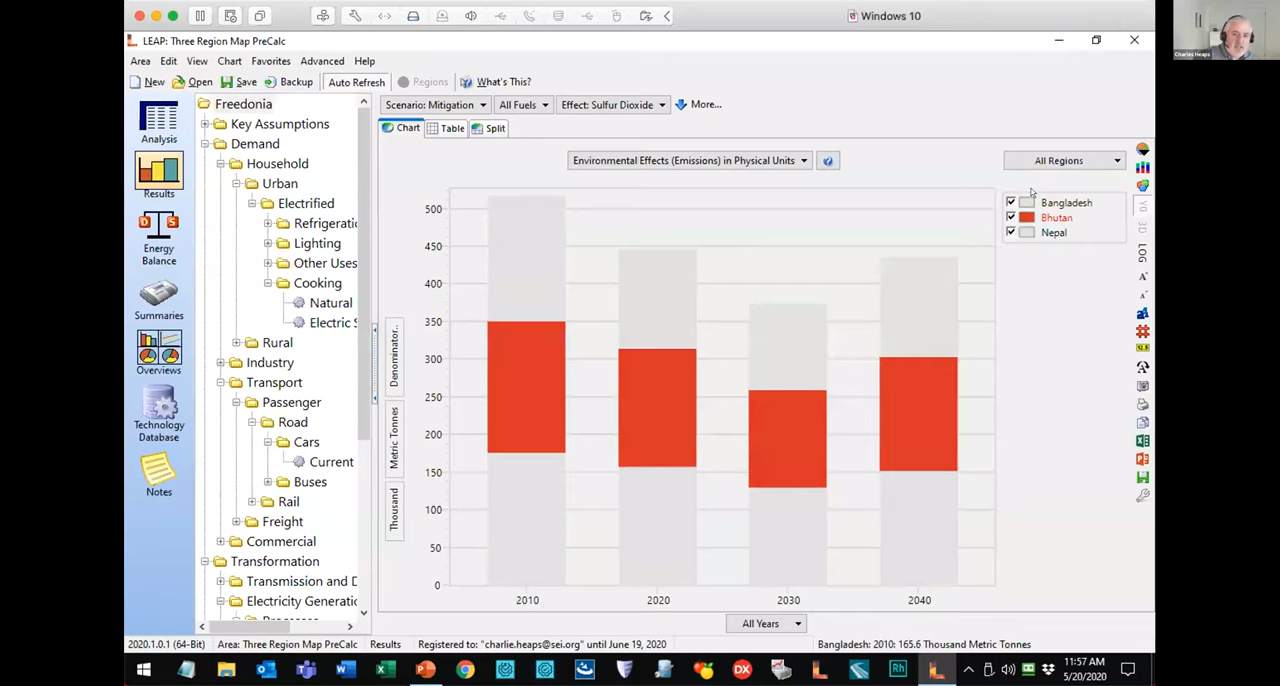 Windows 10
Charles Heaps
LEAP: Three Region Map PreCalc
Area Edit View Chart Favorites Advanced Help
New Open Save Backup Auto Refresh Regions What's This?
Analysis
Results
Energy
Balance
Summaries
Overviews
Technology
Database
Notes
Freedonia
Key Assumptions
Demand
Household
Urban
Electrified
Refrigeratio
Lighting
Other Uses
Cooking
Natural
Electric S
Rural
Industry
Transport
Passenger
Road
Cars
Current
Buses
Rail
Freight
Commercial
Transformation
Transmission and D
Electricity Generatio
Scenario: Mitigation All Fuels Effect: Sulfur Dioxide More...
Chart Table Split
Environmental Effects (Emissions) in Physical Units All Regions
Bangladesh
Bhutan
Nepal
Denominator..
Metric Tonnes
Thousand
500
450
400
350
300
250
200
150
100
50
0
2010 2020 2030 2040
All Years
LOG
2020.1.0.1 (64-Bit) Area: Three Region Map PreCalc Results Registered to: "charlie.heaps@sei.org" until June 19, 2020 Bangladesh: 2010: 165.6 Thousand Metric Tonnes
11:57 AM
5/20/2020